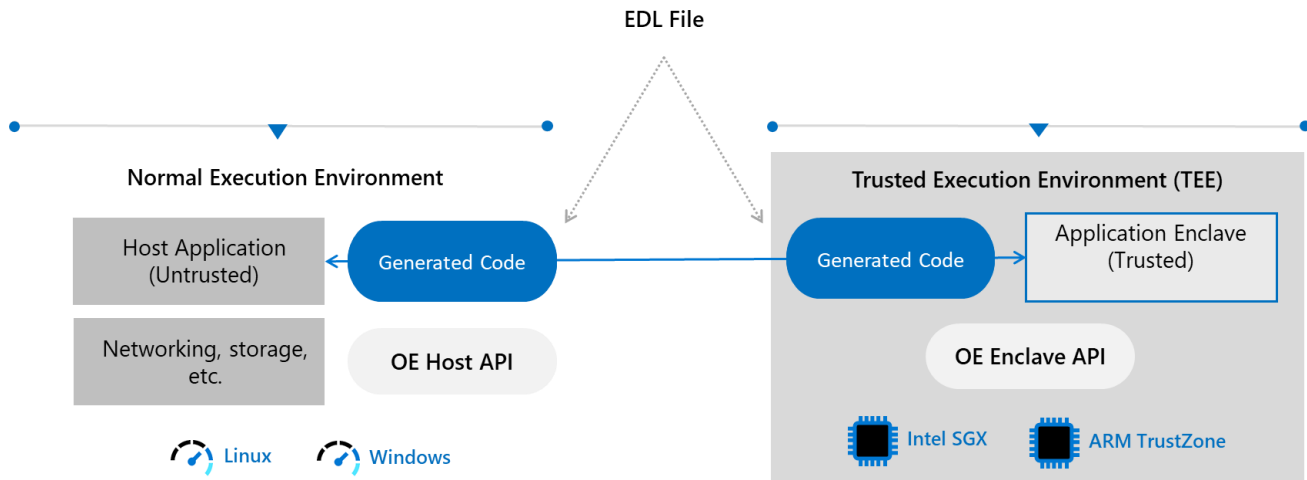 EDL File
Normal Execution Environment
Trusted Execution Environment (TEE)
Host Application
(Untrusted)
Generated Code
Generated Code
Application Enclave
(Trusted)
Networking, storage,
etc.
OE Host API
OE Enclave API
Linux
Windows
Intel SGX
ARM TrustZone